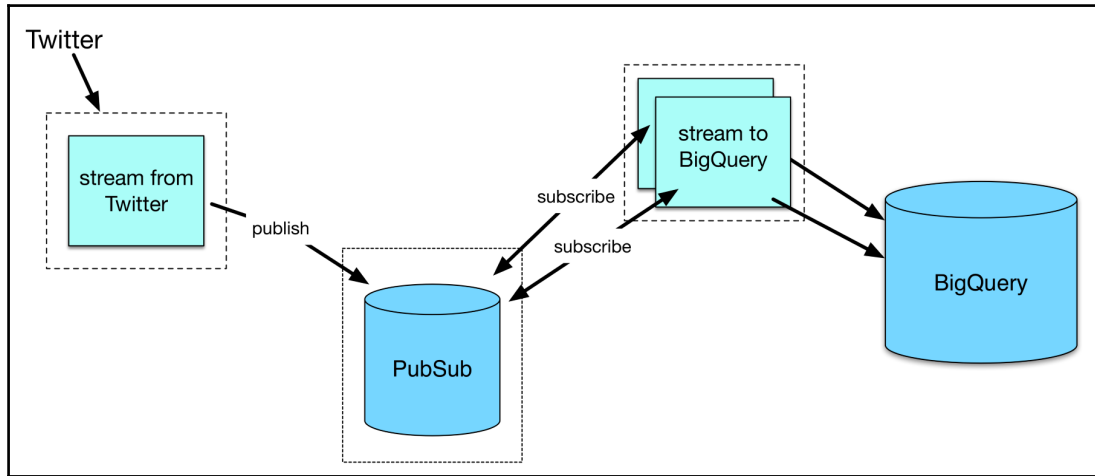 Twitter
stream from
Twitter
publish
PubSub
subscribe
subscribe
stream to
BigQuery
BigQuery